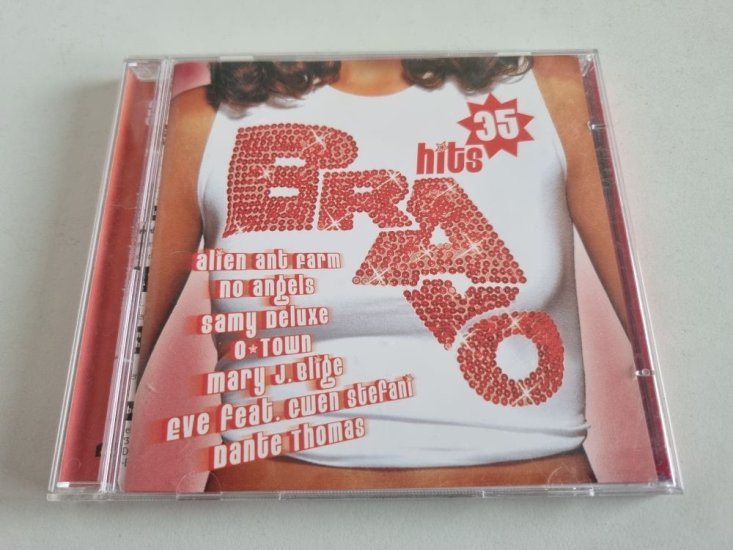 BRAVO
hits
35
alien ant farm
no angels
Samy Deluxe
O*Town
Mary J. Blige
Eve feat. Gwen Stefani
Dante Thomas